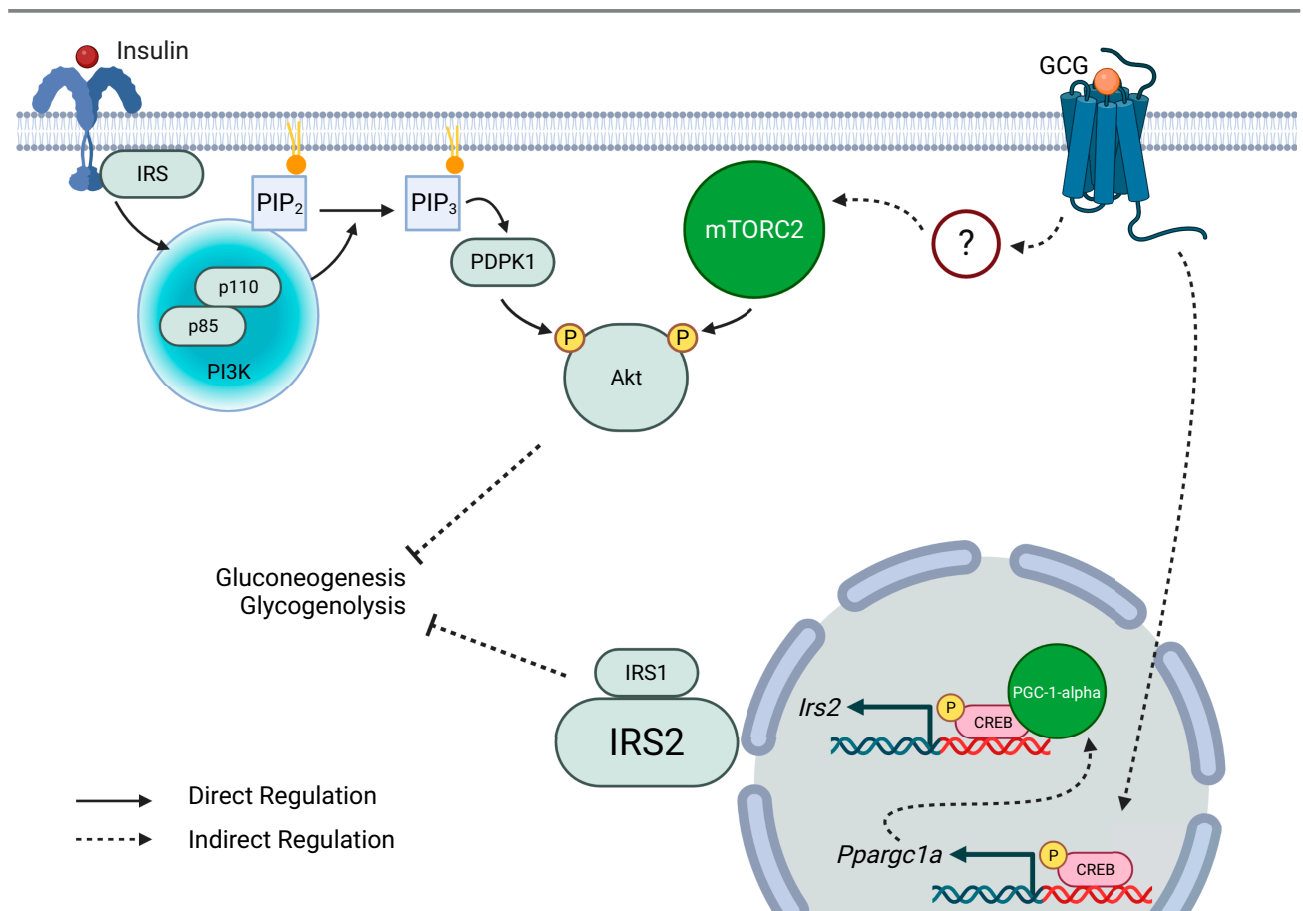 Insulin
GCG
IRS
PIP2
PIP3
mTORC2
?
PDPK1
p110
p85
PI3K
P
P
Akt
Gluconeogenesis
Glycogenolysis
IRS1
IRS2
Irs2
P
CREB
PGC-1-alpha
Direct Regulation
Indirect Regulation
Ppargc1a
P
CREB